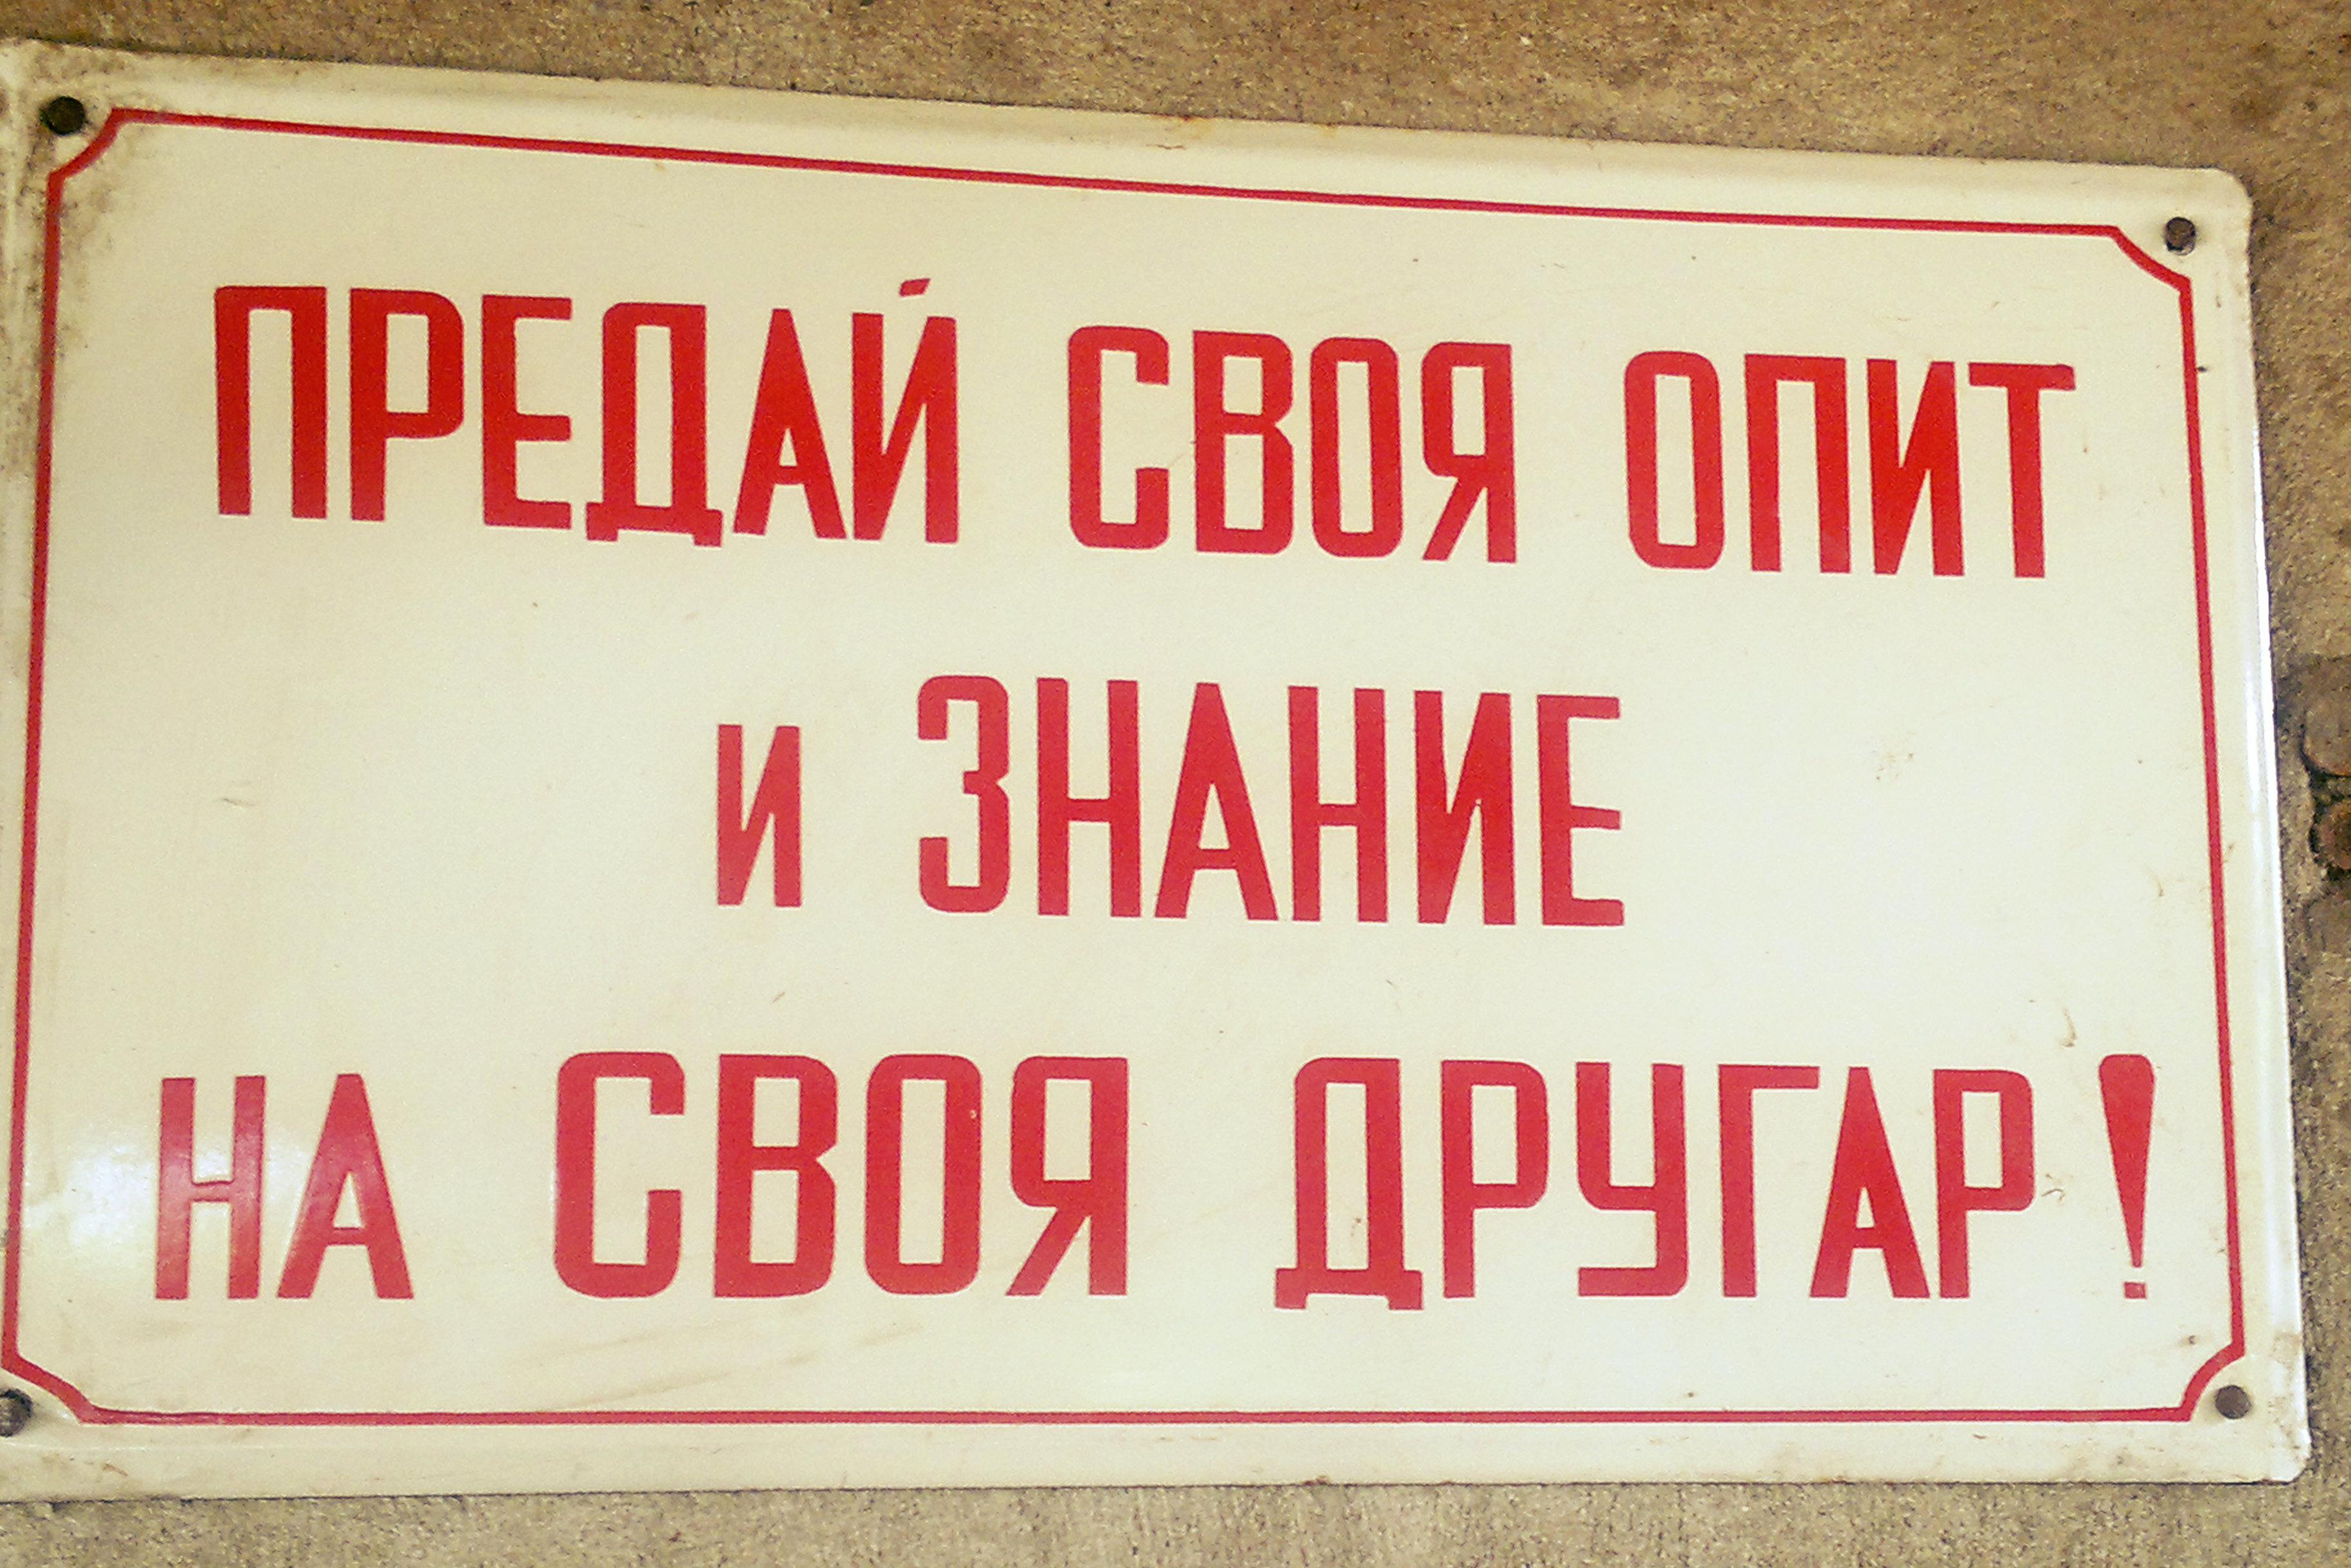 ПРЕДАЙ СВОЯ ОПИТ
и ЗНАНИЕ
НА СВОЯ ДРУГАР!